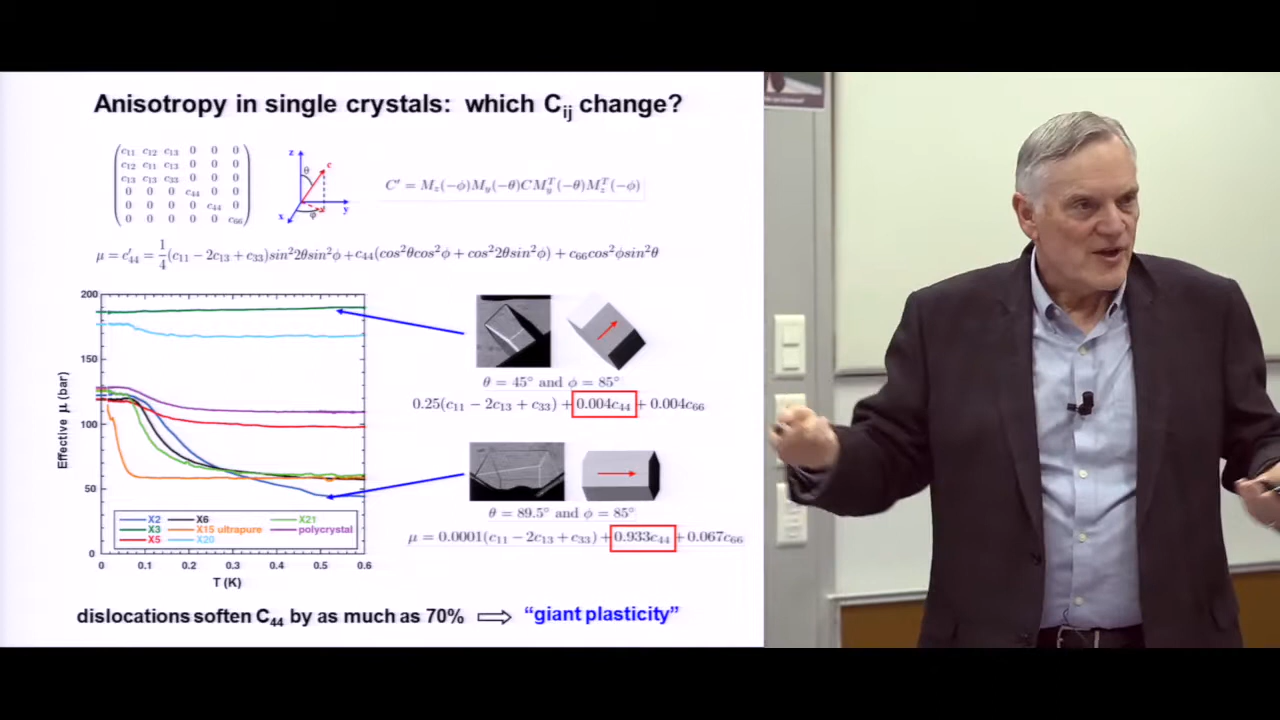 Anisotropy in single crystals: which Cij change?
c11 c12 c13 0 0 0
c12 c11 c13 0 0 0
c13 c13 c33 0 0 0
0 0 0 c44 0 0
0 0 0 0 c44 0
0 0 0 0 0 c66
z
θ
c
x
φ
y
C' = Mz(−ϕ)My(−θ)CMyT(−θ)MzT(−ϕ)
μ = c'44 = 1/4(c11 − 2c13 + c33)sin²2θsin²ϕ + c44(cos²θcos²ϕ + cos²2θsin²ϕ) + c66cos²ϕsin²θ
200
150
100
50
0
Effective μ (bar)
X2
X6
X21
X3
X15 ultrapure
polycrystal
X5
X20
0 0.1 0.2 0.3 0.4 0.5 0.6
T (K)
θ = 45° and ϕ = 85°
0.25(c11 − 2c13 + c33) + 0.004c44 + 0.004c66
θ = 89.5° and ϕ = 85°
μ = 0.0001(c11 − 2c13 + c33) + 0.933c44 + 0.067c66
dislocations soften C44 by as much as 70% ⇒ "giant plasticity"